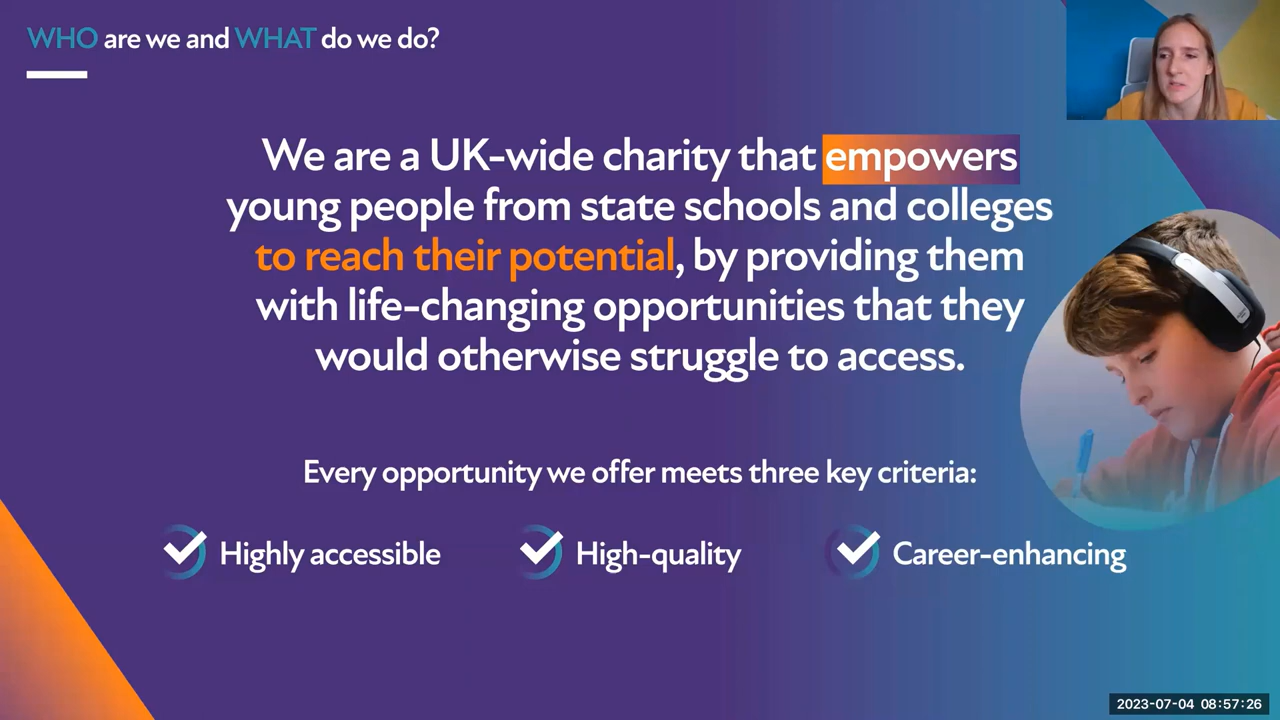 WHO are we and WHAT do we do?
We are a UK-wide charity that empowers
young people from state schools and colleges
to reach their potential, by providing them
with life-changing opportunities that they
would otherwise struggle to access.
Every opportunity we offer meets three key criteria:
Highly accessible
High-quality
Career-enhancing
2023-07-04 08:57:26